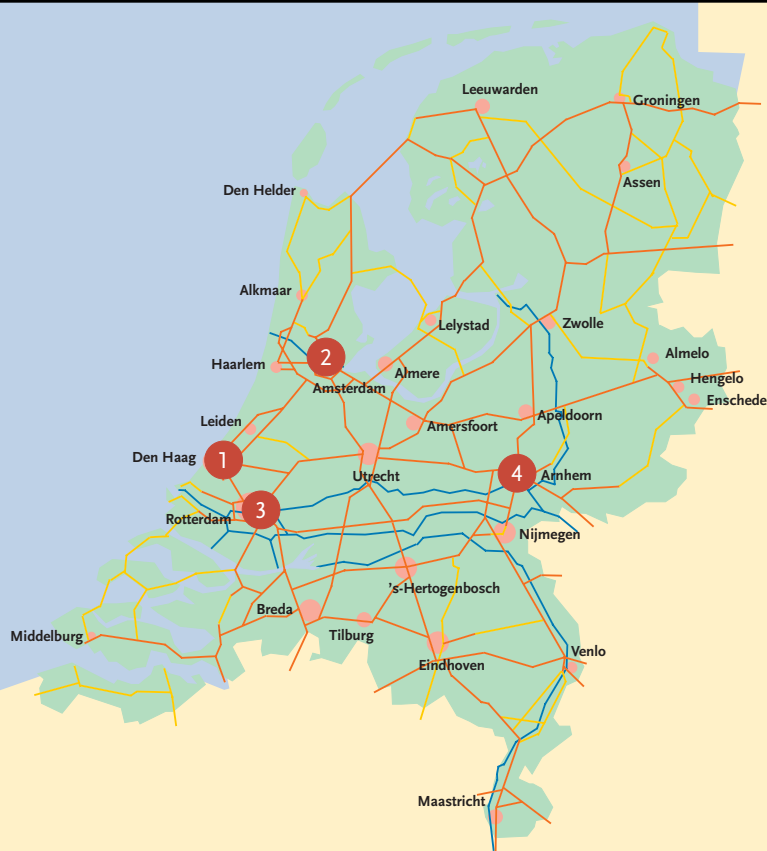 Leeuwarden
Groningen
Assen
Den Helder
Alkmaar
Lelystad
Zwolle
2
Haarlem
Almere
Almelo
Amsterdam
Hengelo
Enschede
Leiden
Amersfoort
Apeldoorn
Den Haag
1
Utrecht
4
Arnhem
Rotterdam
3
Nijmegen
's-Hertogenbosch
Breda
Tilburg
Middelburg
Eindhoven
Venlo
Maastricht